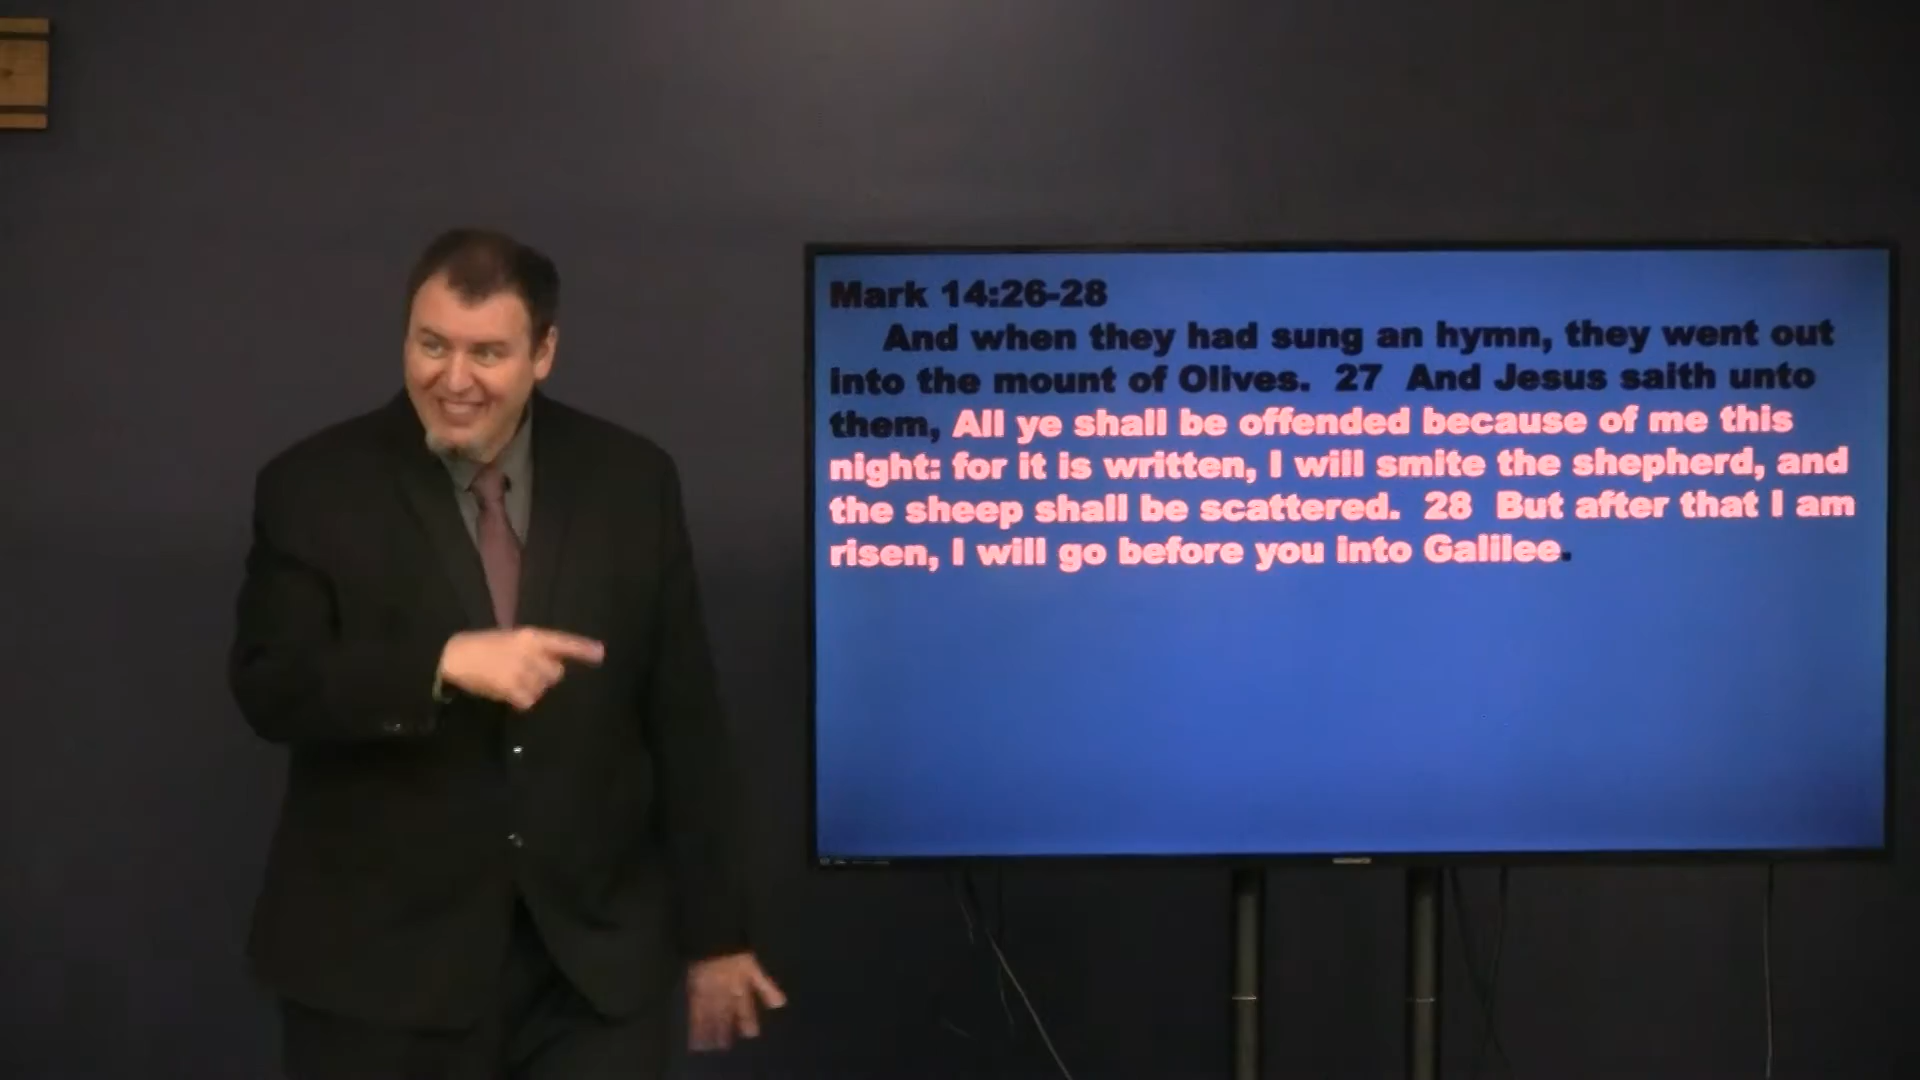 Mark 14:26-28
And when they had sung an hymn, they went out
into the mount of Olives. 27 And Jesus saith unto
them, All ye shall be offended because of me this
night: for it is written, I will smite the shepherd, and
the sheep shall be scattered. 28 But after that I am
risen, I will go before you into Galilee.